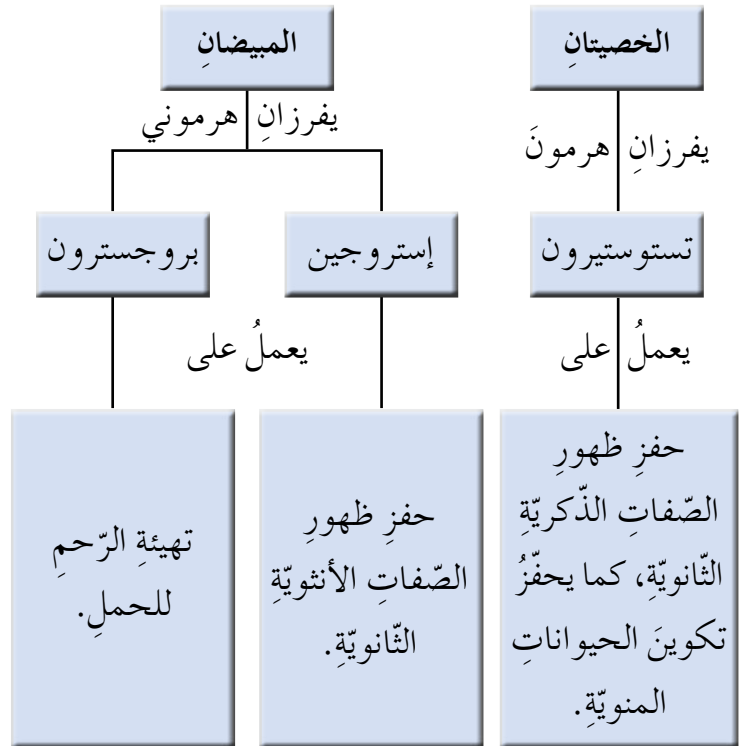 الخصيتانِ
يفرزانِ هرمونَ
تستوستيرون
يعملُ على
حفزِ ظهورِ
الصّفاتِ الذّكريّةِ
الثّانويّةِ، كما يحفّزُ
تكوينَ الحيواناتِ
المنويّةِ.
المبيضانِ
يفرزانِ هرموني
إستروجين
بروجسترون
يعملُ على
حفزِ ظهورِ
الصّفاتِ الأنثويّةِ
الثّانويّةِ.
تهيئةِ الرّحمِ
للحملِ.